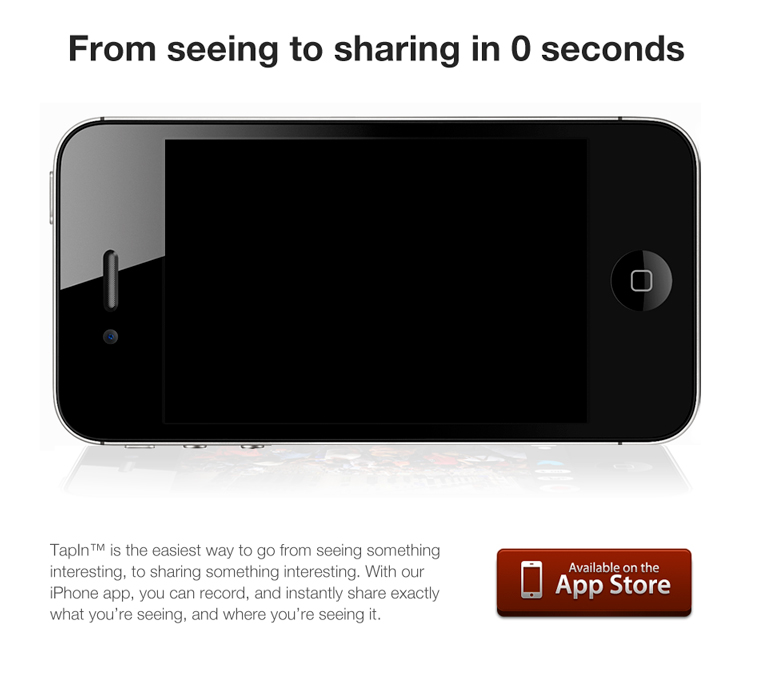 From seeing to sharing in 0 seconds
TapIn™ is the easiest way to go from seeing something
interesting, to sharing something interesting. With our
iPhone app, you can record, and instantly share exactly
what you’re seeing, and where you’re seeing it.
Available on the
App Store